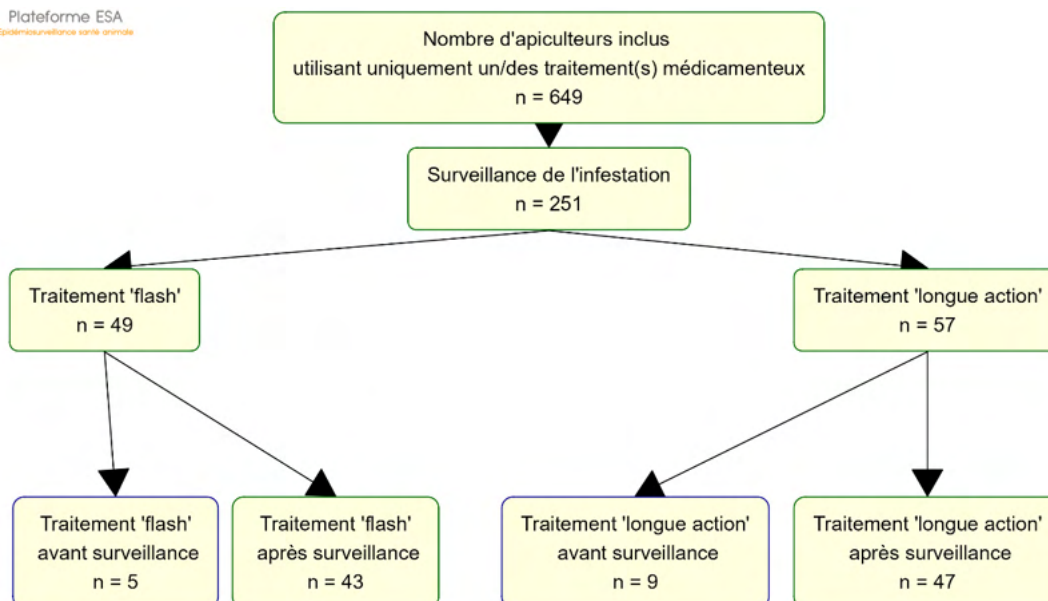 Plateforme ESA
Epidémiosurveillance santé animale
Nombre d'apiculteurs inclus
utilisant uniquement un/des traitement(s) médicamenteux
n = 649
Surveillance de l'infestation
n = 251
Traitement 'flash'
n = 49
Traitement 'longue action'
n = 57
Traitement 'flash'
avant surveillance
n = 5
Traitement 'flash'
après surveillance
n = 43
Traitement 'longue action'
avant surveillance
n = 9
Traitement 'longue action'
après surveillance
n = 47